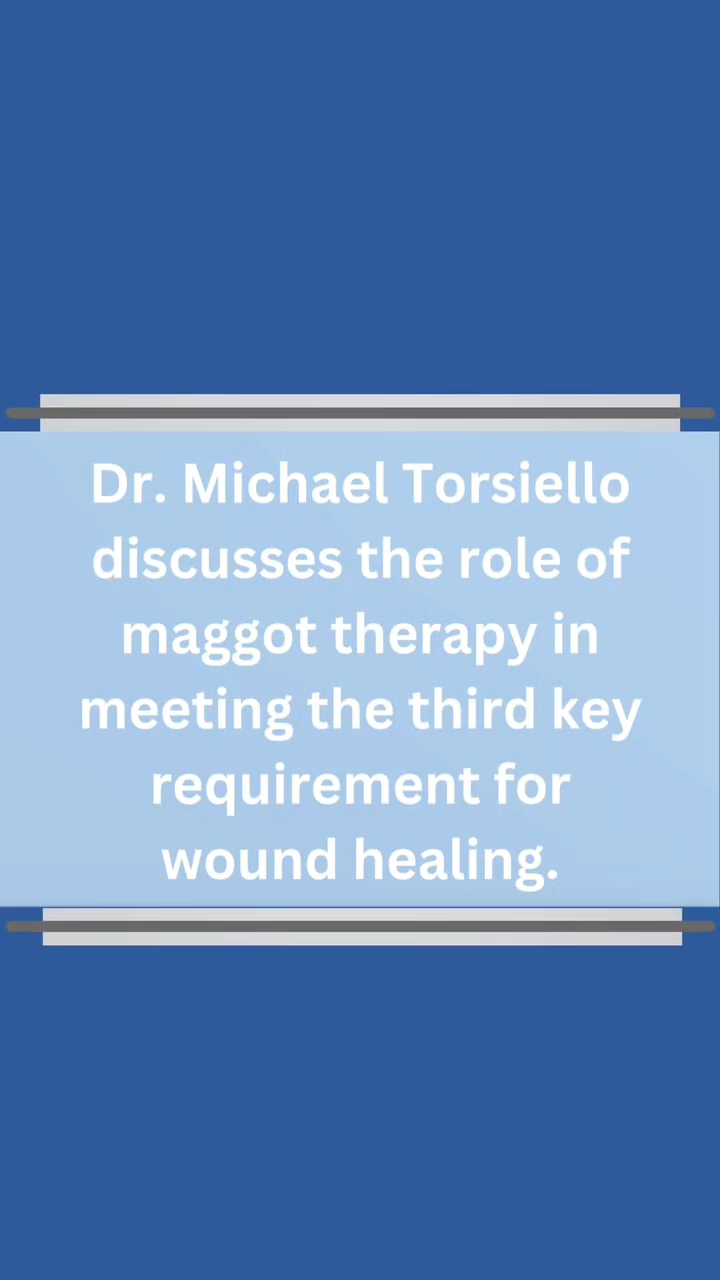 Dr. Michael Torsiello
discusses the role of
maggot therapy in
meeting the third key
requirement for
wound healing.